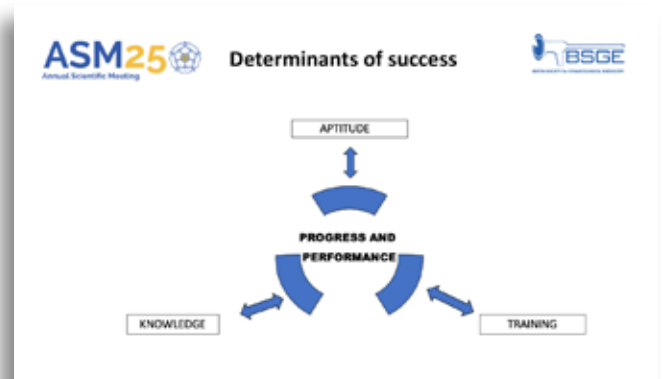 ASM25
Annual Scientific Meeting
Determinants of success
BSGE
APTITUDE
PROGRESS AND
PERFORMANCE
KNOWLEDGE
TRAINING